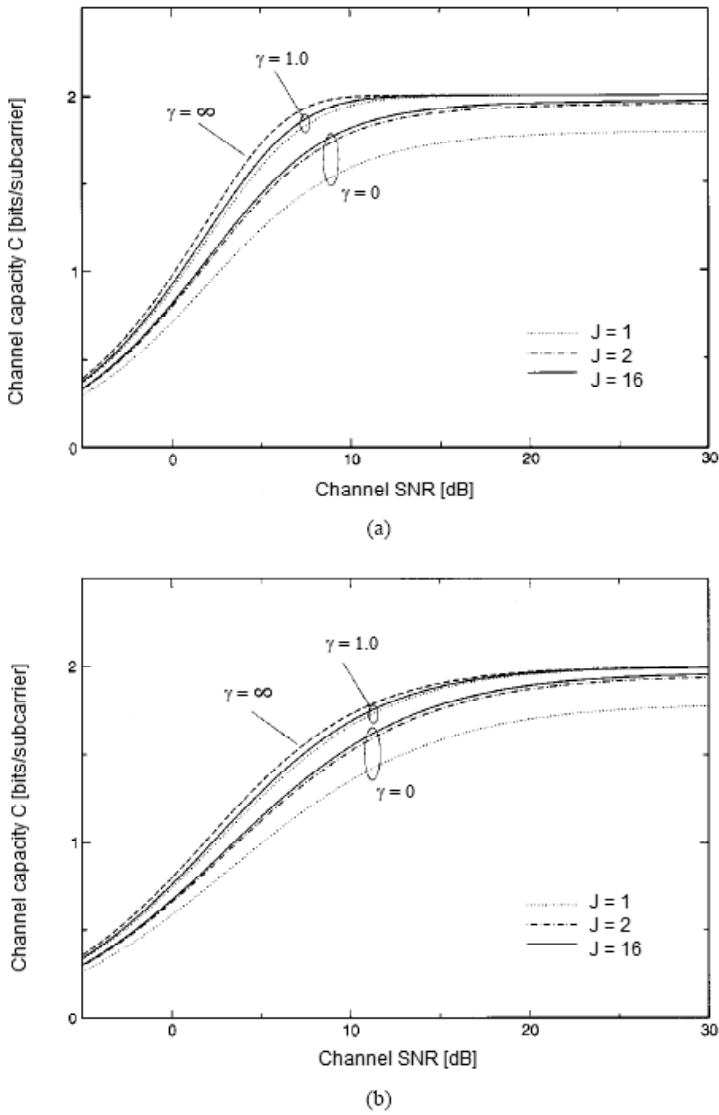 Channel capacity C [bits/subcarrier]
2
1
0
γ = 1.0
γ = ∞
γ = 0
J = 1
J = 2
J = 16
0
10
20
30
Channel SNR [dB]
(a)
Channel capacity C [bits/subcarrier]
2
1
0
γ = 1.0
γ = ∞
γ = 0
J = 1
J = 2
J = 16
0
10
20
30
Channel SNR [dB]
(b)